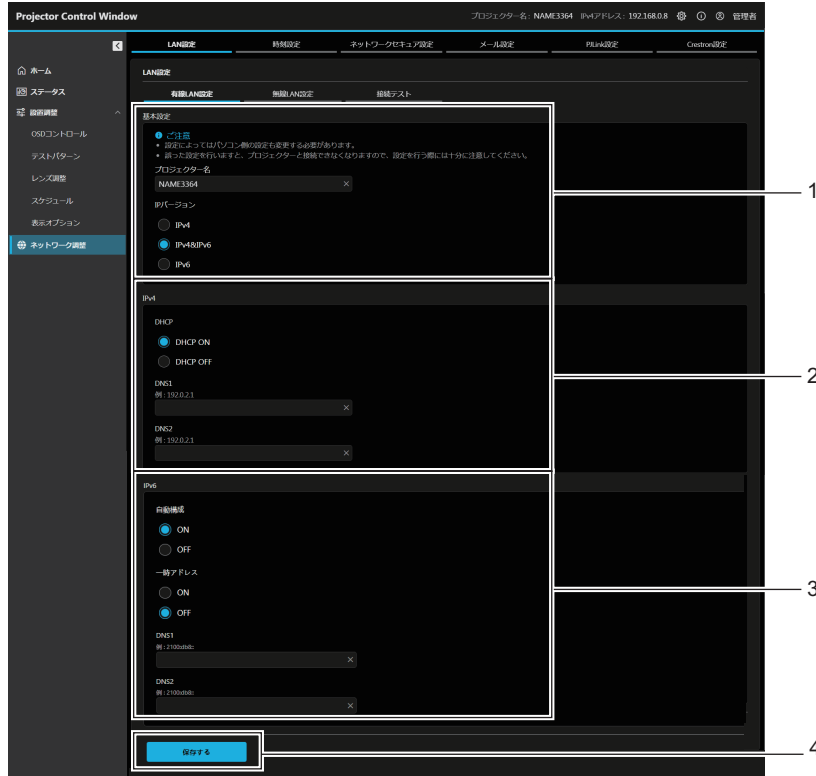 Projector Control Window
プロジェクター名: NAME3364 IPv4アドレス: 192.168.0.8 管理者
LAN設定 時刻設定 ネットワークセキュア設定 メール設定 PJLink設定 Crestron設定
ホーム
ステータス
設置調整
OSDコントロール
テストパターン
レンズ調整
スケジュール
表示オプション
ネットワーク調整
LAN設定
有線LAN設定 無線LAN設定 接続テスト
基本設定
ご注意
• 設定によってはパソコン側の設定も変更する必要があります。
• 誤った設定を行いますと、プロジェクターと接続できなくなりますので、設定を行う際には十分に注意してください。
プロジェクター名
NAME3364
IPバージョン
IPv4
IPv4&IPv6
IPv6
1
IPv4
DHCP
DHCP ON
DHCP OFF
DNS1
例 : 192.0.2.1
DNS2
例 : 192.0.2.1
2
IPv6
自動構成
ON
OFF
一時アドレス
ON
OFF
DNS1
例 : 2100:db8::
DNS2
例 : 2100:db8::
3
保存する
4